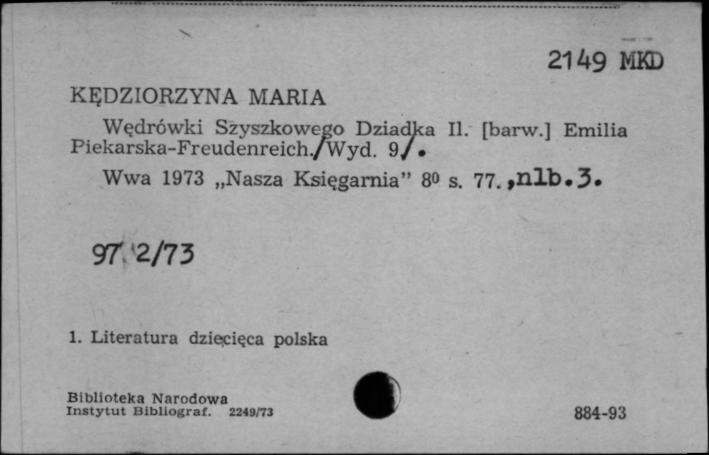 2149 MKD
KĘDZIORZYNA MARIA
Wędrówki Szyszkowego Dziadka Il. [barw.] Emilia
Piekarska-Freudenreich./Wyd. 9/.
Wwa 1973 „Nasza Księgarnia” 8⁰ s. 77.,nlb.3.
2/73
1. Literatura dziecięca polska
Biblioteka Narodowa
Instytut Bibliograf. 2249/73
884-93